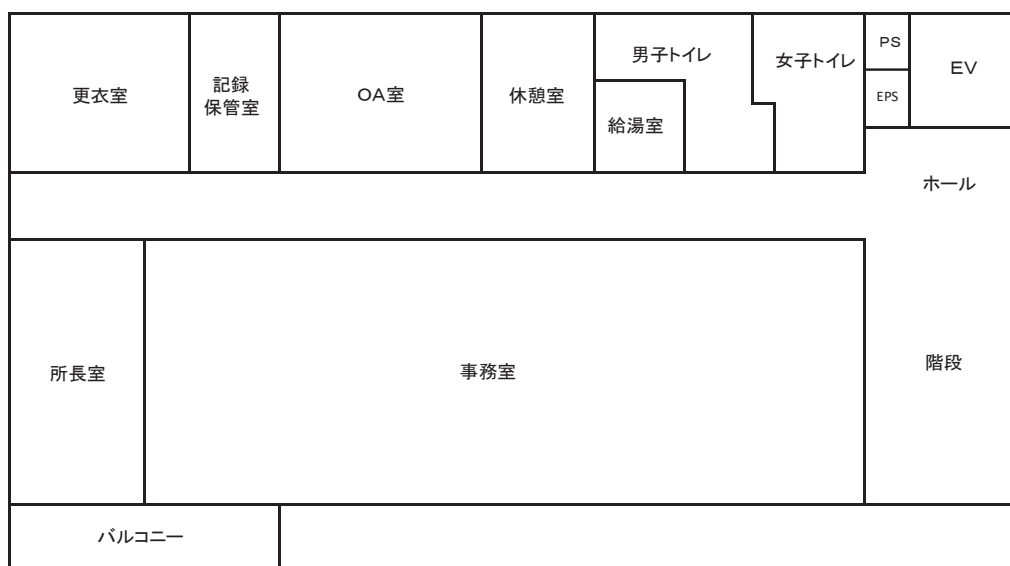 更衣室
記録
保管室
OA室
休憩室
男子トイレ
給湯室
女子トイレ
PS
EPS
EV
ホール
所長室
事務室
階段
バルコニー